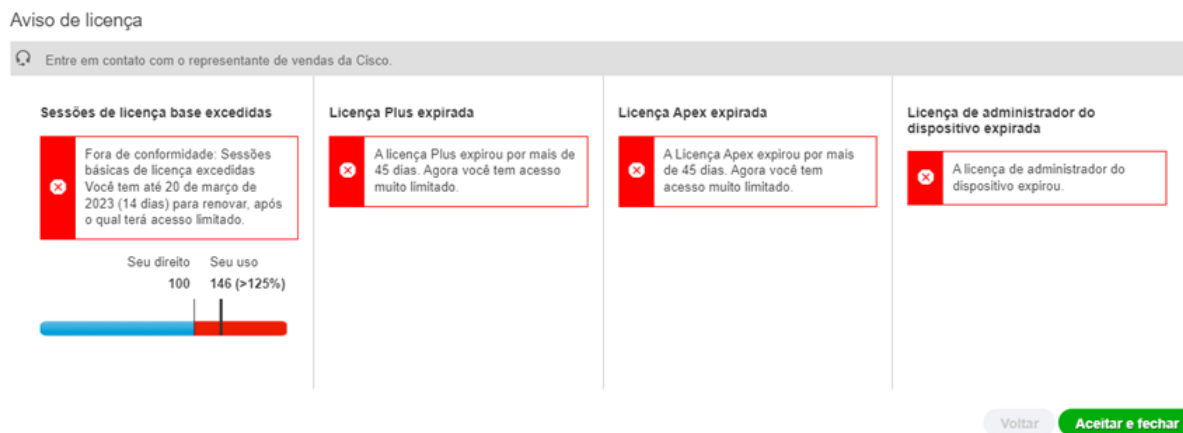 Aviso de licença
Entre em contato com o representante de vendas da Cisco.
Sessões de licença base excedidas
Fora de conformidade: Sessões
básicas de licença excedidas
Você tem até 20 de março de
2023 (14 dias) para renovar, após
o qual terá acesso limitado.
Seu direito Seu uso
100 146 (>125%)
Licença Plus expirada
A licença Plus expirou por mais de
45 dias. Agora você tem acesso
muito limitado.
Licença Apex expirada
A Licença Apex expirou por mais
de 45 dias. Agora você tem
acesso muito limitado.
Licença de administrador do
dispositivo expirada
A licença de administrador do
dispositivo expirou.
Voltar
Aceitar e fechar